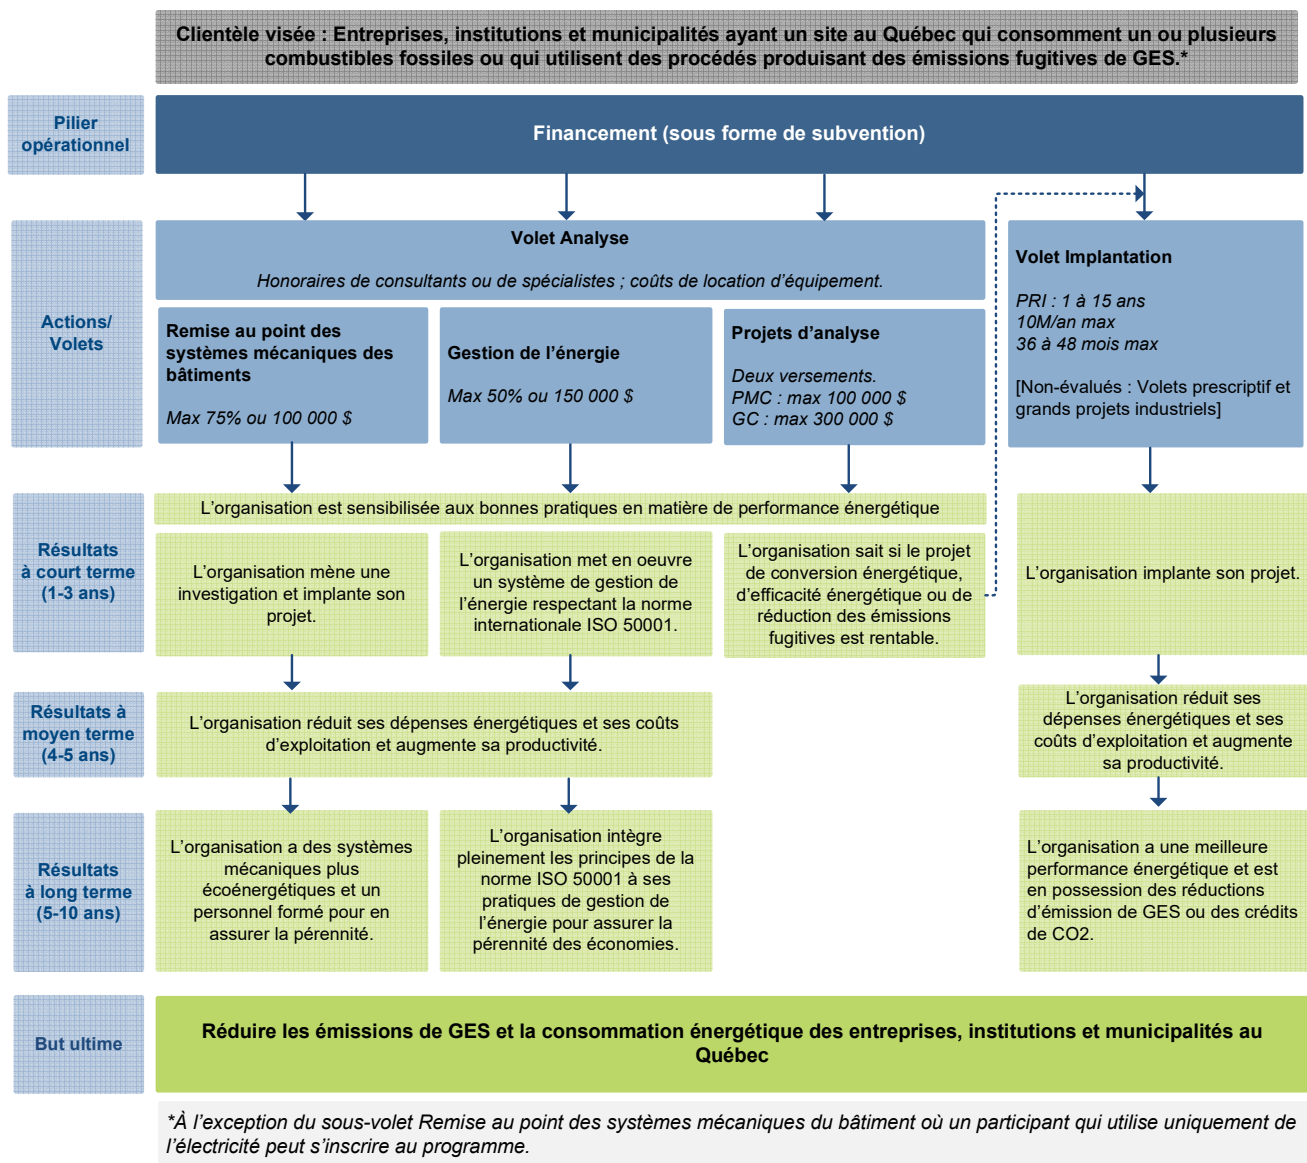 Clientèle visée : Entreprises, institutions et municipalités ayant un site au Québec qui consomment un ou plusieurs
combustibles fossiles ou qui utilisent des procédés produisant des émissions fugitives de GES.*
Pilier
opérationnel
Financement (sous forme de subvention)
Actions/
Volets
Volet Analyse
Honoraires de consultants ou de spécialistes ; coûts de location d’équipement.
Remise au point des
systèmes mécaniques des
bâtiments
Max 75% ou 100 000 $
Gestion de l’énergie
Max 50% ou 150 000 $
Projets d’analyse
Deux versements.
PMC : max 100 000 $
GC : max 300 000 $
Volet Implantation
PRI : 1 à 15 ans
10M/an max
36 à 48 mois max
[Non-évalués : Volets prescriptif et
grands projets industriels]
Résultats
à court terme
(1-3 ans)
L’organisation est sensibilisée aux bonnes pratiques en matière de performance énergétique
L’organisation mène une
investigation et implante son
projet.
L’organisation met en oeuvre
un système de gestion de
l’énergie respectant la norme
internationale ISO 50001.
L’organisation sait si le projet
de conversion énergétique,
d’efficacité énergétique ou de
réduction des émissions
fugitives est rentable.
L’organisation implante son projet.
Résultats à
moyen terme
(4-5 ans)
L’organisation réduit ses dépenses énergétiques et ses coûts
d’exploitation et augmente sa productivité.
L’organisation réduit ses
dépenses énergétiques et ses
coûts d’exploitation et augmente
sa productivité.
Résultats
à long terme
(5-10 ans)
L’organisation a des systèmes
mécaniques plus
écoénergétiques et un
personnel formé pour en
assurer la pérennité.
L’organisation intègre
pleinement les principes de la
norme ISO 50001 à ses
pratiques de gestion de
l’énergie pour assurer la
pérennité des économies.
L’organisation a une meilleure
performance énergétique et est
en possession des réductions
d’émission de GES ou des crédits
de CO2.
But ultime
Réduire les émissions de GES et la consommation énergétique des entreprises, institutions et municipalités au
Québec
*À l’exception du sous-volet Remise au point des systèmes mécaniques du bâtiment où un participant qui utilise uniquement de
l’électricité peut s’inscrire au programme.